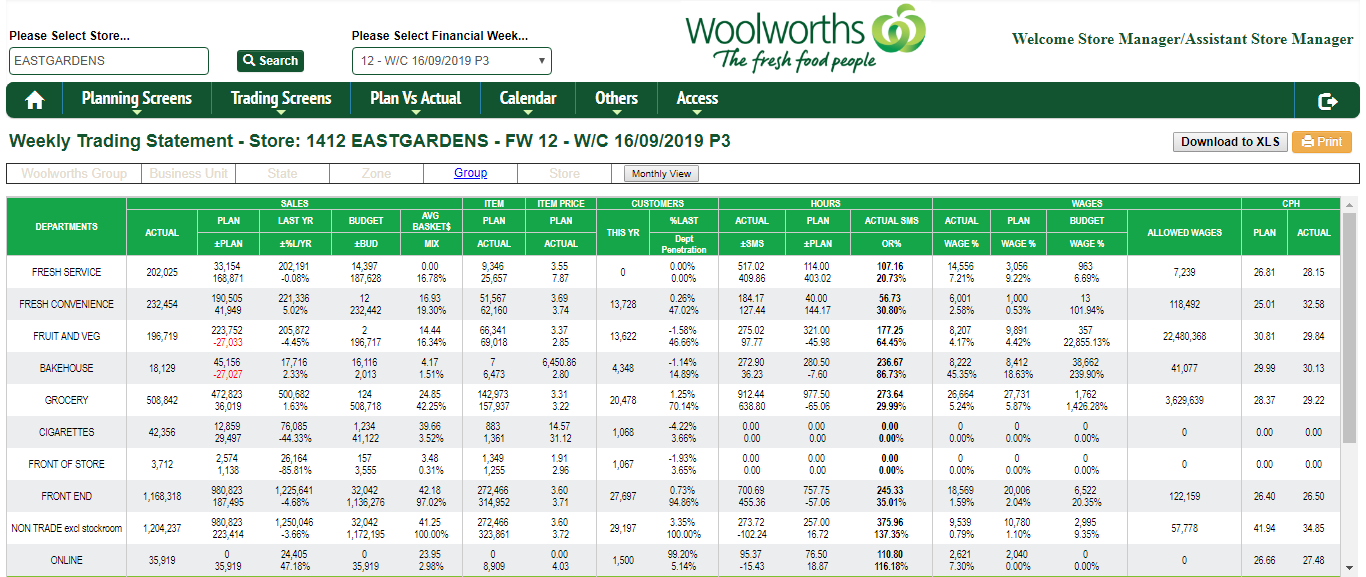 Please Select Store...
Please Select Financial Week...
Woolworths
The fresh food people
Welcome Store Manager/Assistant Store Manager
EASTGARDENS
Search
12 - W/C 16/09/2019 P3
Planning Screens Trading Screens Plan Vs Actual Calendar Others Access
Weekly Trading Statement - Store: 1412 EASTGARDENS - FW 12 - W/C 16/09/2019 P3
Download to XLS Print
Woolworths Group Business Unit State Zone Group Store Monthly View
SALES ITEM ITEM PRICE CUSTOMERS HOURS WAGES CPH
DEPARTMENTS ACTUAL PLAN LAST YR BUDGET AVG BASKET$ PLAN PLAN THIS YR %LAST ACTUAL PLAN ACTUAL SMS ACTUAL PLAN BUDGET ALLOWED WAGES PLAN ACTUAL
±PLAN ±%L/YR ±BUD MIX ACTUAL ACTUAL Dept Penetration ±SMS ±PLAN OR% WAGE % WAGE % WAGE %
FRESH SERVICE 202,025 33,154 202,191 14,397 0.00 9,346 3.55 0 0.00% 517.02 114.00 107.16 14,556 3,056 963 7,239 26.81 28.15
168,871 -0.08% 187,628 16.78% 25,657 7.87 0.00% 409.86 403.02 20.73% 7.21% 9.22% 6.69%
FRESH CONVENIENCE 232,454 190,505 221,336 12 16.93 51,567 3.69 13,728 0.26% 184.17 40.00 56.73 6,001 1,000 13 118,492 25.01 32.58
41,949 5.02% 232,442 19.30% 62,160 3.74 47.02% 127.44 144.17 30.80% 2.58% 0.53% 101.94%
FRUIT AND VEG 196,719 223,752 205,872 2 14.44 66,341 3.37 13,622 -1.58% 275.02 321.00 177.25 8,207 9,891 357 22,480,368 30.81 29.84
-27,033 -4.45% 196,717 16.34% 69,018 2.85 46.66% 97.77 -45.98 64.45% 4.17% 4.42% 22,855.13%
BAKEHOUSE 18,129 45,156 17,716 16,116 4.17 7 6,450.86 4,348 -1.14% 272.90 280.50 236.67 8,222 8,412 38,662 41,077 29.99 30.13
-27,027 2.33% 2,013 1.51% 6,473 2.80 14.89% 36.23 -7.60 86.73% 45.35% 18.63% 239.90%
GROCERY 508,842 472,823 500,682 124 24.85 142,973 3.31 20,478 1.25% 912.44 977.50 273.64 26,664 27,731 1,762 3,629,639 28.37 29.22
36,019 1.63% 508,718 42.25% 157,937 3.22 70.14% 638.80 -65.06 29.99% 5.24% 5.87% 1,426.28%
CIGARETTES 42,356 12,859 76,085 1,234 39.66 883 14.57 1,068 -4.22% 0.00 0.00 0.00 0 0 0 0 0.00 0.00
29,497 -44.33% 41,122 3.52% 1,361 31.12 3.66% 0.00 0.00 0.00% 0.00% 0.00% 0.00%
FRONT OF STORE 3,712 2,574 26,164 157 3.48 1,349 1.91 1,067 -1.93% 0.00 0.00 0.00 0 0 0 0 0.00 0.00
1,138 -85.81% 3,555 0.31% 1,255 2.96 3.65% 0.00 0.00 0.00% 0.00% 0.00% 0.00%
FRONT END 1,168,318 980,823 1,225,641 32,042 42.18 272,466 3.60 27,697 0.73% 700.69 757.75 245.33 18,569 20,006 6,522 122,159 26.40 26.50
187,495 -4.68% 1,136,276 97.02% 314,952 3.71 94.86% 455.36 -57.06 35.01% 1.59% 2.04% 20.35%
NON TRADE excl stockroom 1,204,237 980,823 1,250,046 32,042 41.25 272,466 3.60 29,197 3.35% 273.72 257.00 375.96 9,539 10,780 2,995 57,778 41.94 34.85
223,414 -3.66% 1,172,195 100.00% 323,861 3.72 100.00% -102.24 16.72 137.35% 0.79% 1.10% 9.35%
ONLINE 35,919 0 24,405 0 23.95 0 0.00 1,500 99.20% 95.37 76.50 110.80 2,621 2,040 0 0 26.66 27.48
35,919 47.18% 35,919 2.98% 8,909 4.03 5.14% -15.43 18.87 116.18% 7.30% 0.00% 0.00%